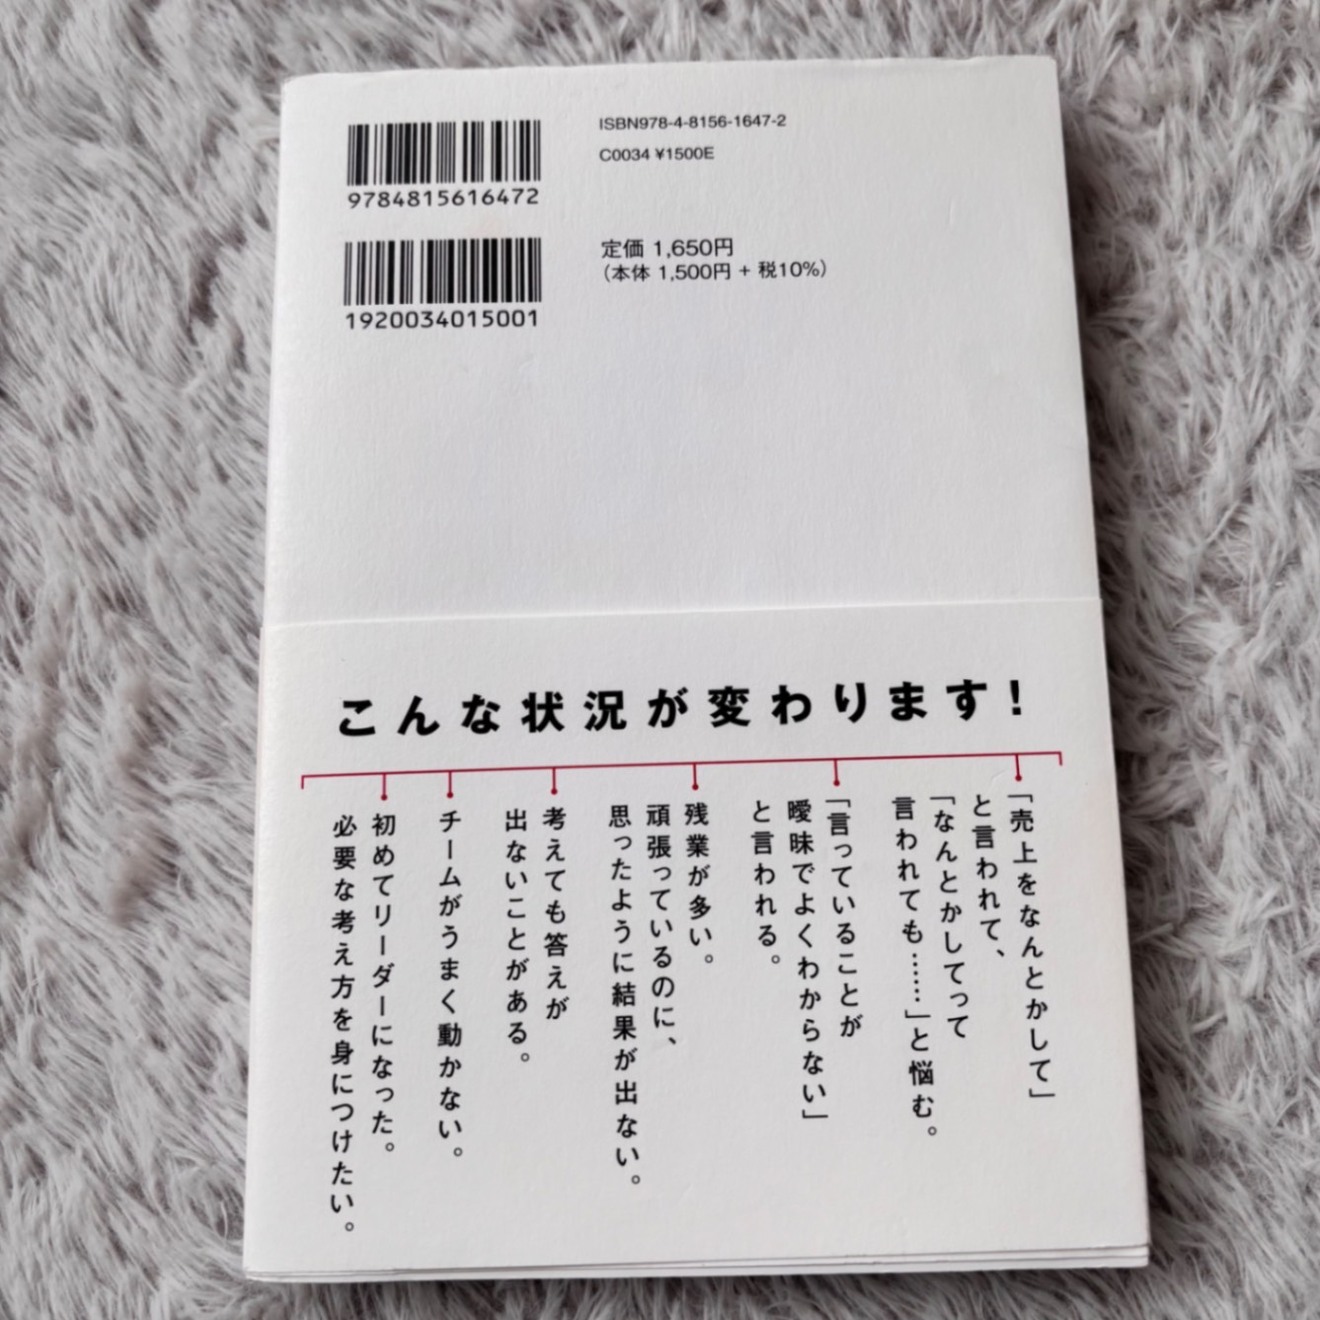 9784815616472
1920034015001
ISBN978-4-8156-1647-2
C0034 ¥1500E
定価 1,650円
（本体 1,500円 + 税10%）
こんな状況が変わります！
「売上をなんとかして」
と言われて、
「なんとかしてって
言われても……」と悩む。
「言っていることが
曖昧でよくわからない」
と言われる。
残業が多い。
頑張っているのに、
思ったように結果が出ない。
考えても答えが
出ないことがある。
チームがうまく動かない。
初めてリーダーになった。
必要な考え方を身につけたい。